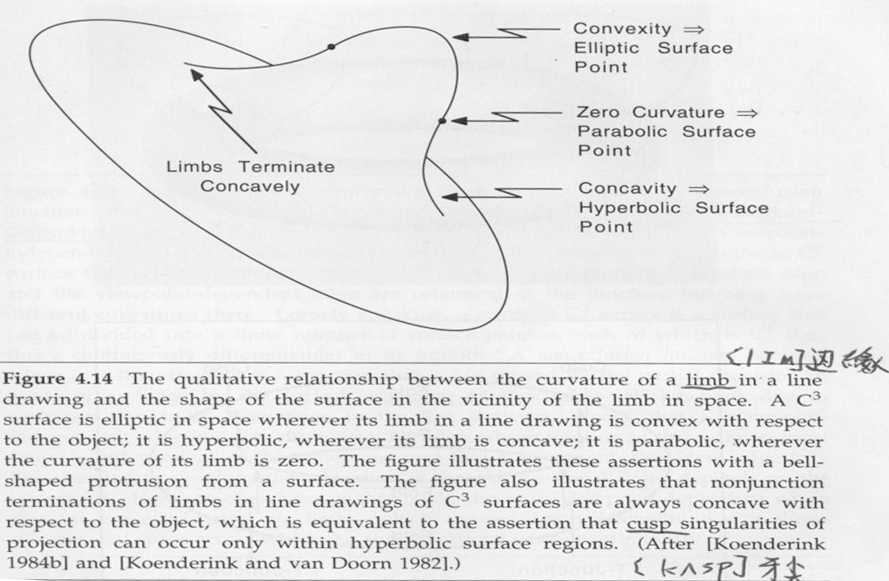 Convexity ⇒
Elliptic Surface
Point
Zero Curvature ⇒
Parabolic Surface
Point
Limbs Terminate
Concavely
Concavity ⇒
Hyperbolic Surface
Point
[lIm]邊緣
Figure 4.14 The qualitative relationship between the curvature of a limb in a line
drawing and the shape of the surface in the vicinity of the limb in space. A C³
surface is elliptic in space wherever its limb in a line drawing is convex with respect
to the object; it is hyperbolic, wherever its limb is concave; it is parabolic, wherever
the curvature of its limb is zero. The figure illustrates these assertions with a bell-
shaped protrusion from a surface. The figure also illustrates that nonjunction
terminations of limbs in line drawings of C³ surfaces are always concave with
respect to the object, which is equivalent to the assertion that cusp singularities of
projection can occur only within hyperbolic surface regions. (After [Koenderink
1984b] and [Koenderink and van Doorn 1982].)
[kʌsp] 牙尖